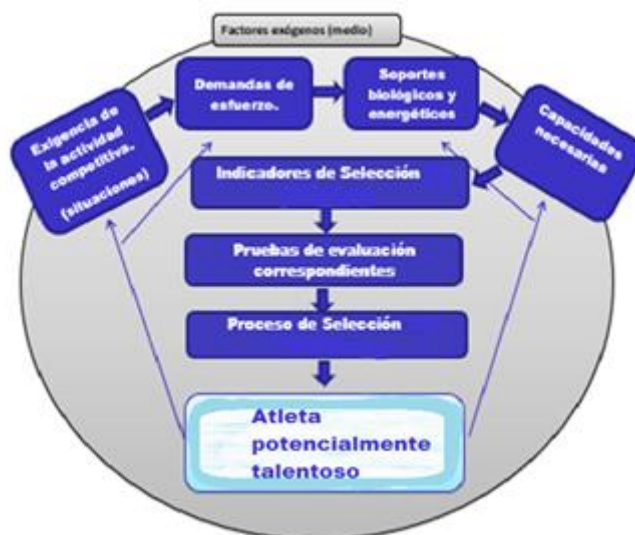 Factores exógenos (medio)
Demandas de
esfuerzo.
Soportes
biológicos y
energéticos
Exigencia de
la actividad
competitiva.
(situaciones)
Capacidades
necesarias
Indicadores de Selección
Pruebas de evaluación
correspondientes
Proceso de Selección
Atleta
potencialmente
talentoso